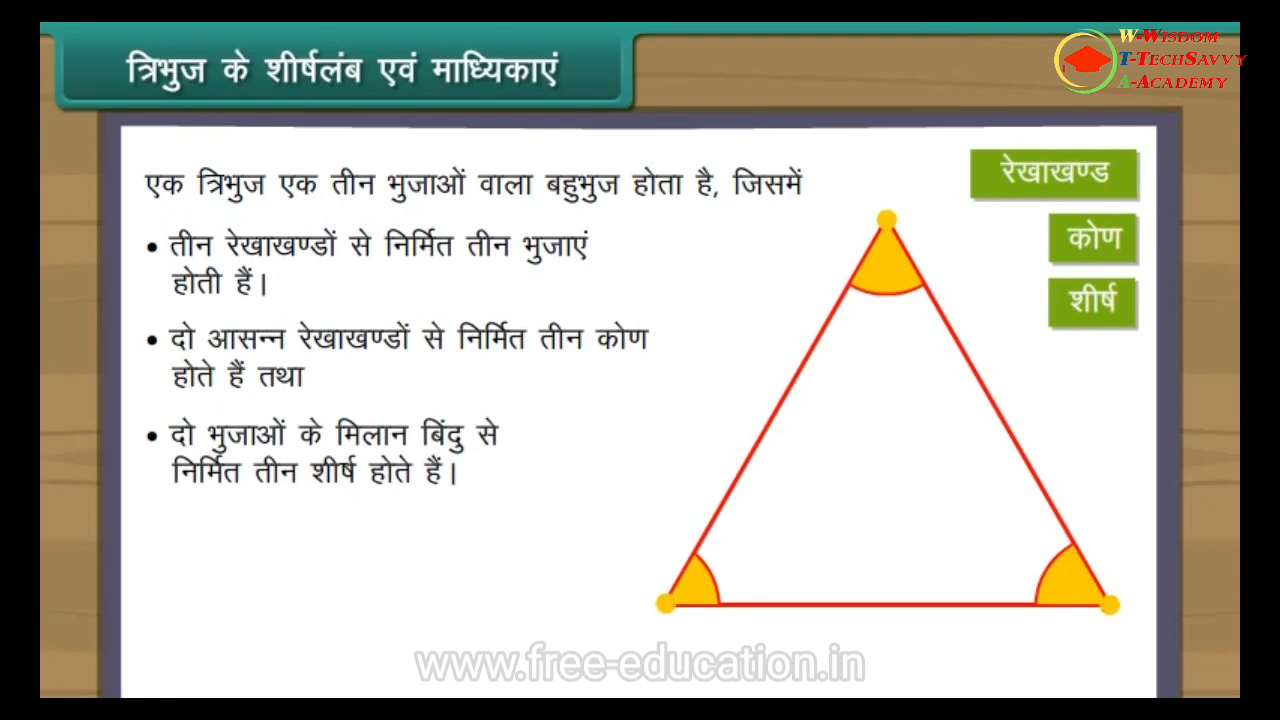 त्रिभुज के शीर्षलंब एवं माध्यिकाएं
W-Wisdom
T-TechSavvy
A-Academy
एक त्रिभुज एक तीन भुजाओं वाला बहुभुज होता है, जिसमें
• तीन रेखाखण्डों से निर्मित तीन भुजाएं
होती हैं।
• दो आसन्न रेखाखण्डों से निर्मित तीन कोण
होते हैं तथा
• दो भुजाओं के मिलान बिंदु से
निर्मित तीन शीर्ष होते हैं।
रेखाखण्ड
कोण
शीर्ष
www.free-education.in